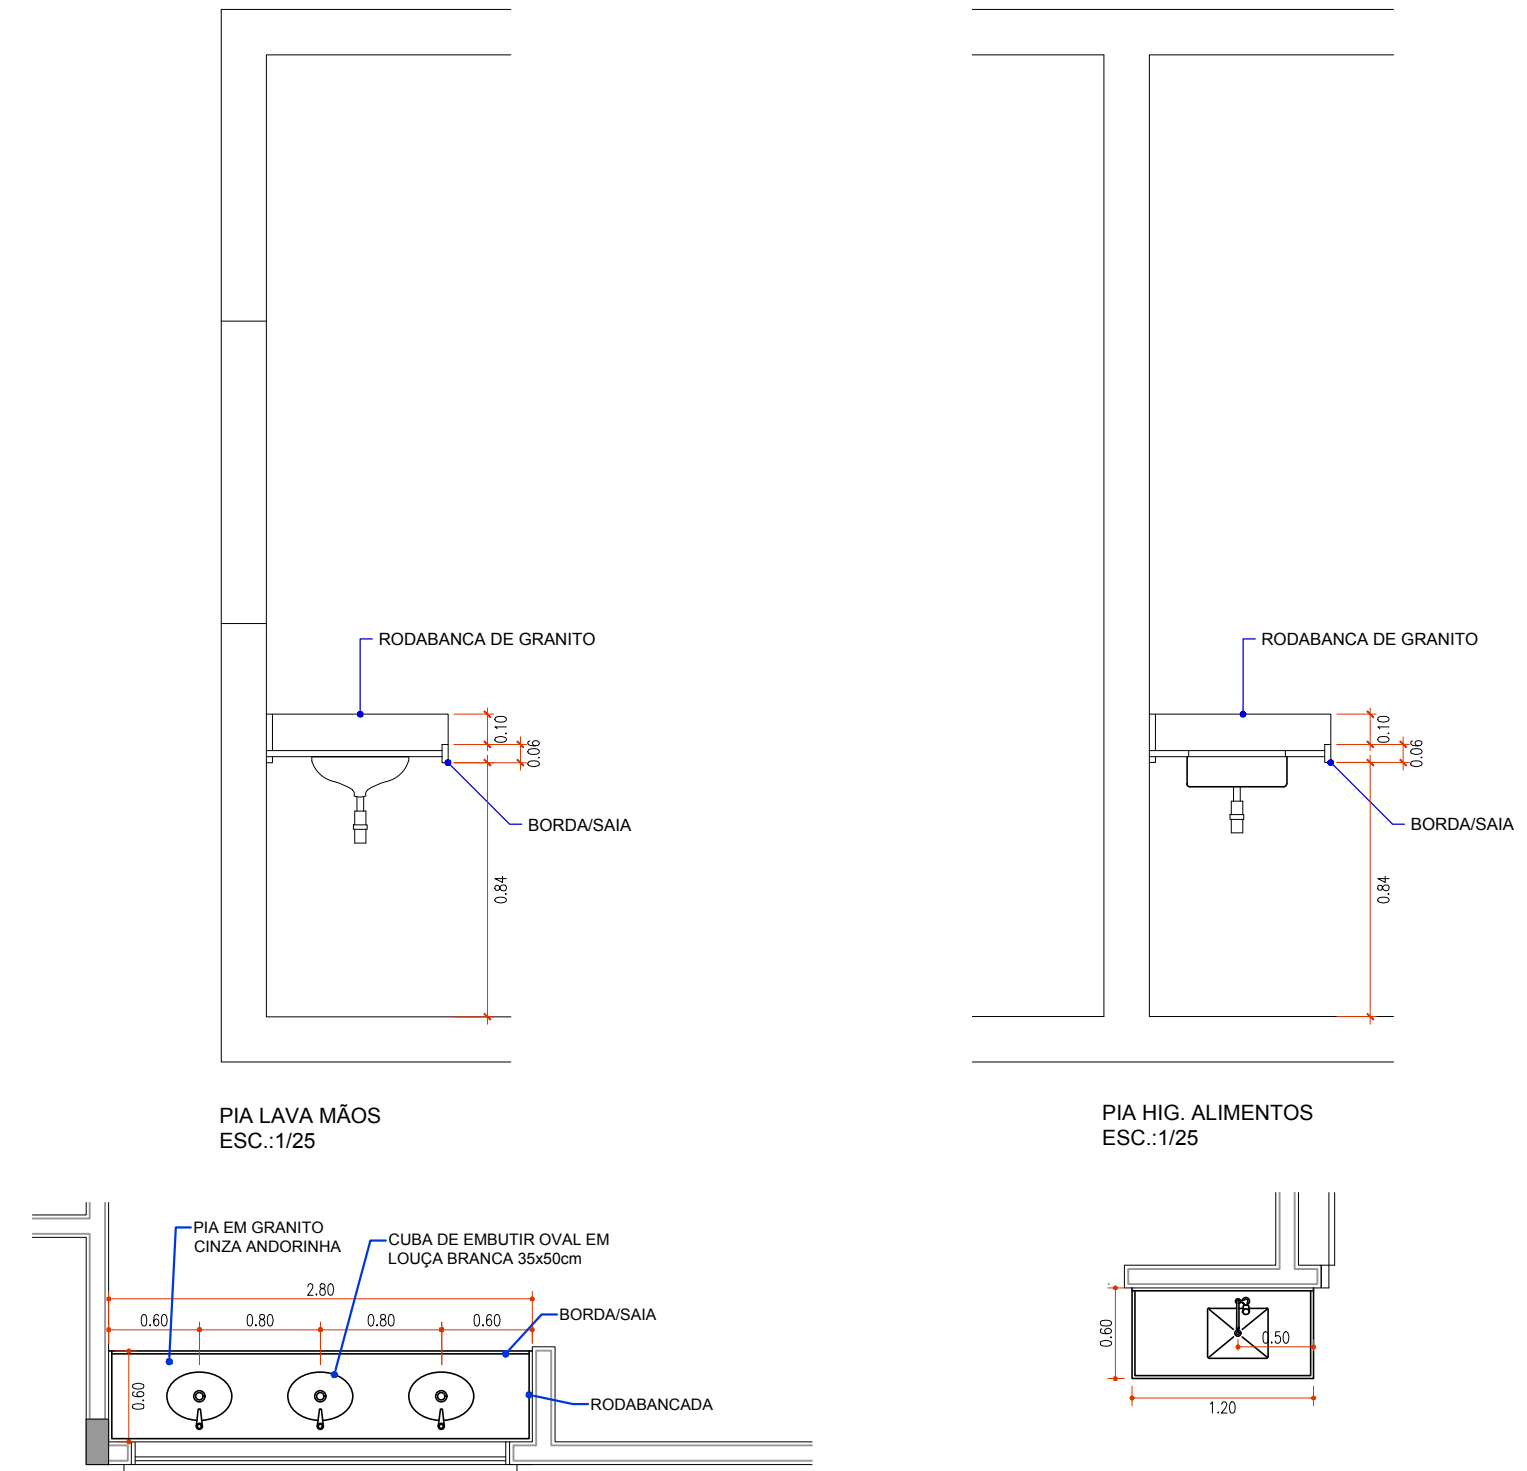 RODABANCA DE GRANITO
0.10
0.06
BORDA/SAIA
0.84
PIA LAVA MÃOS
ESC.:1/25
RODABANCA DE GRANITO
0.10
0.06
BORDA/SAIA
0.84
PIA HIG. ALIMENTOS
ESC.:1/25
PIA EM GRANITO
CINZA ANDORINHA
CUBA DE EMBUTIR OVAL EM
LOUÇA BRANCA 35x50cm
2.80
0.60 0.80 0.80 0.60
BORDA/SAIA
0.60
RODABANCADA
0.60
0.50
1.20